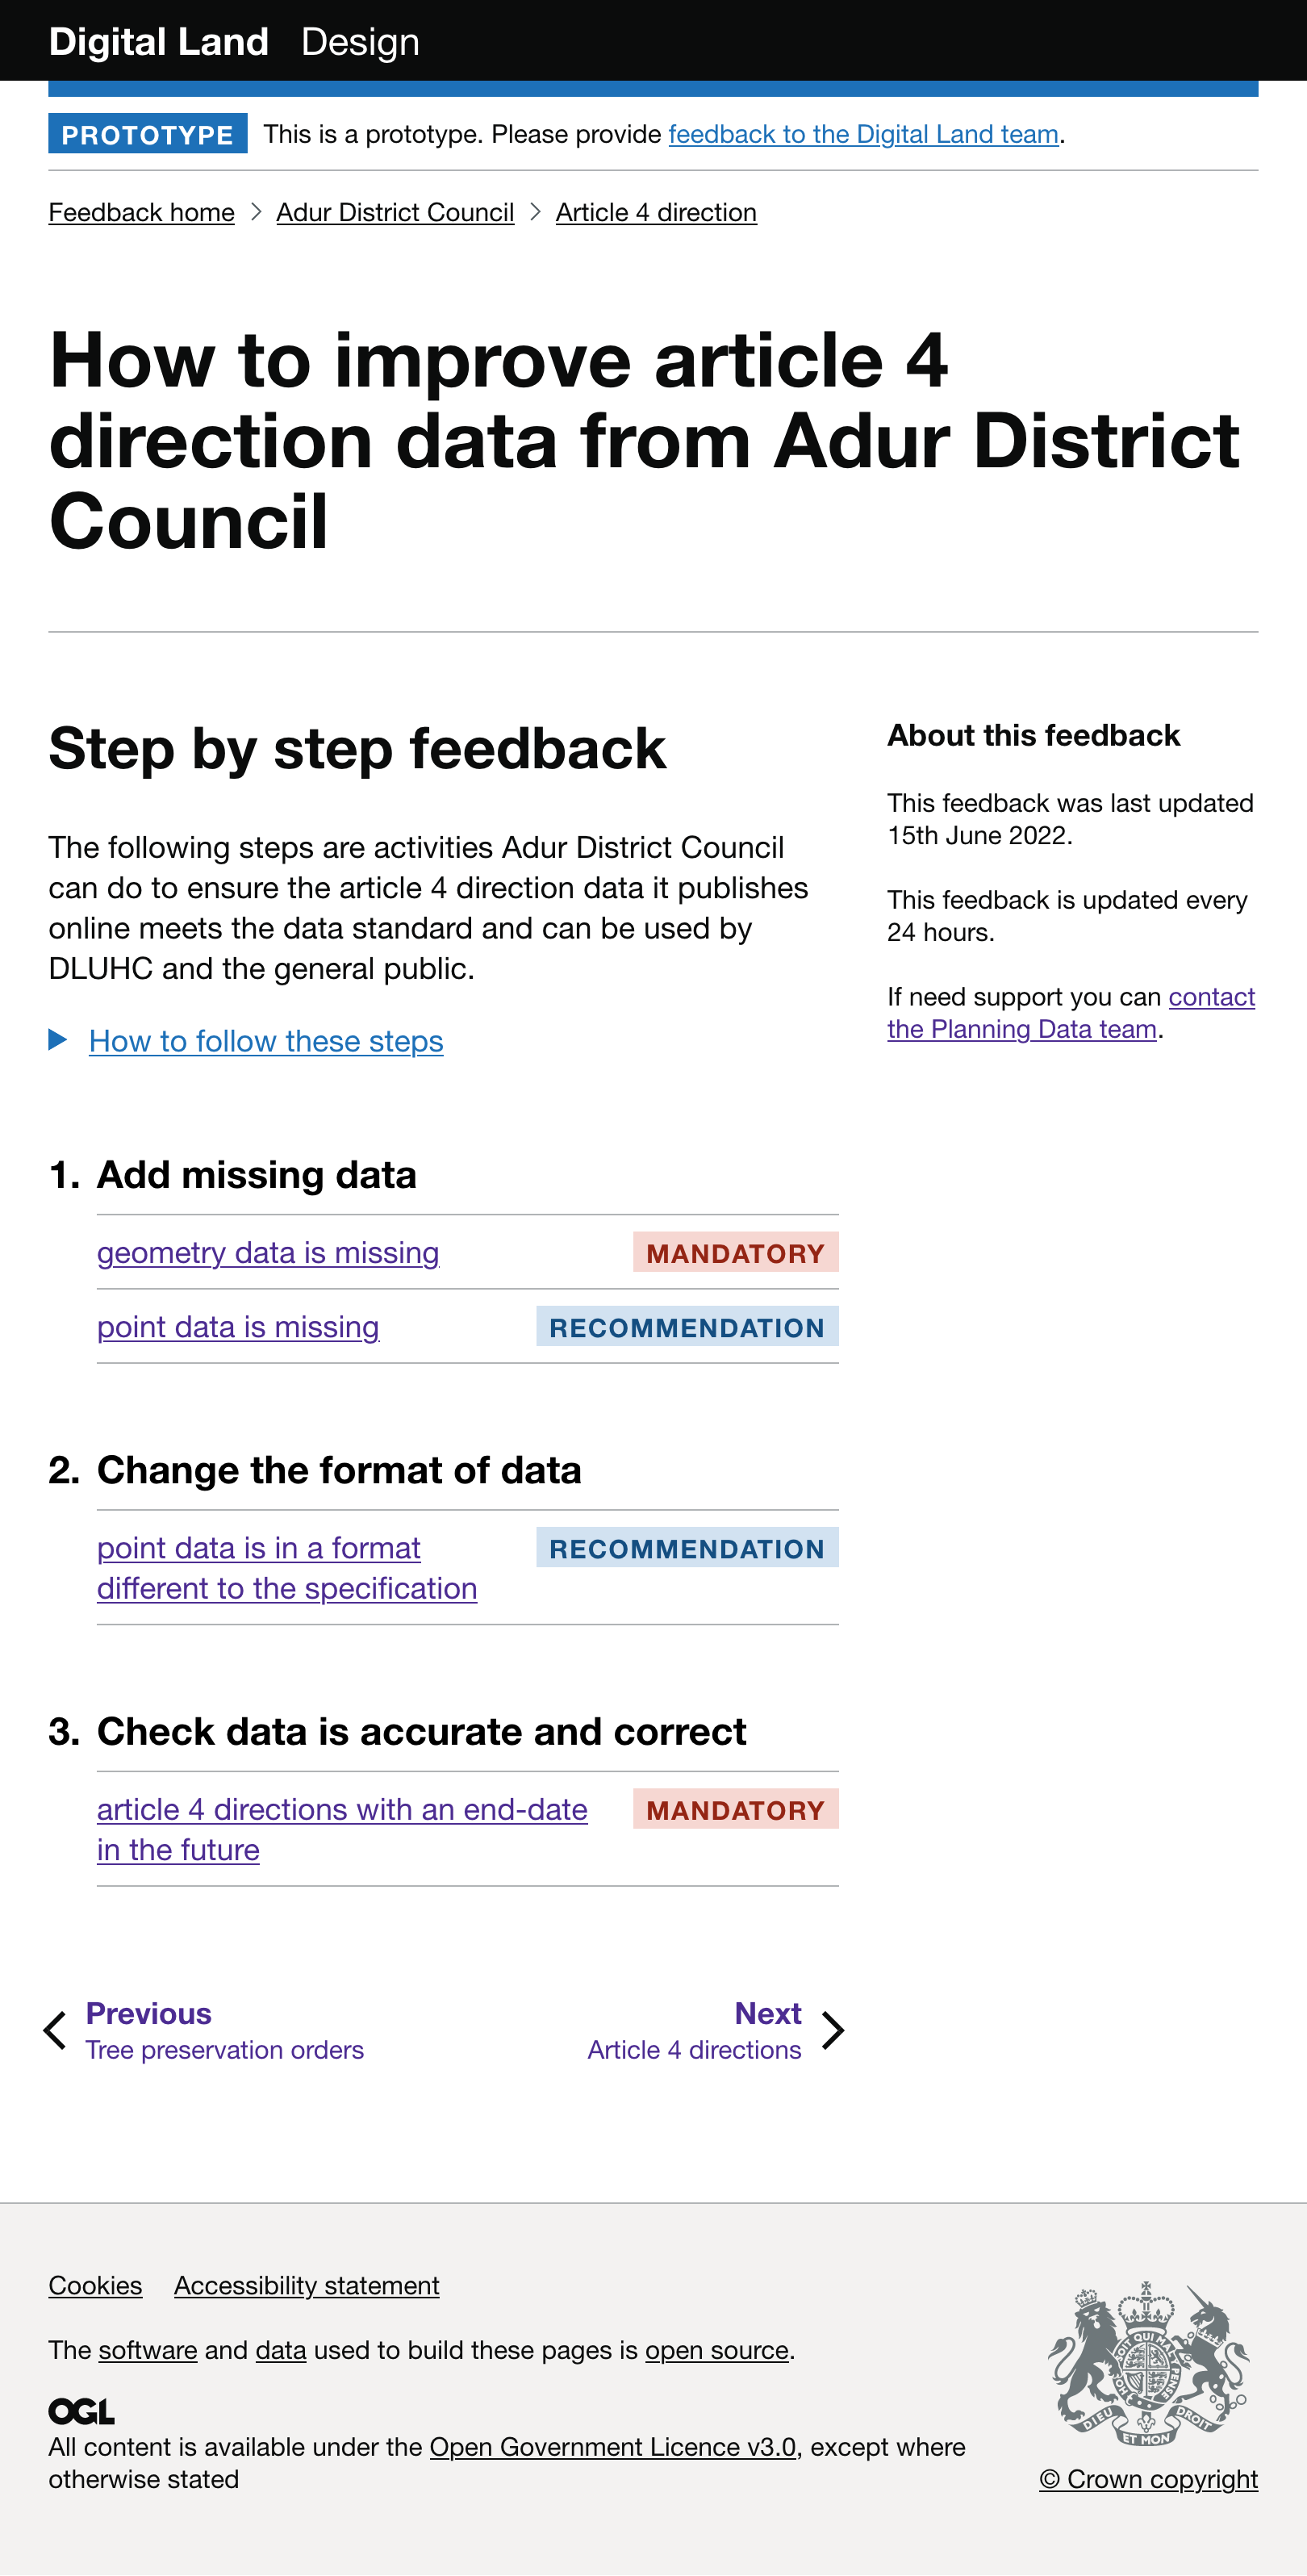 Digital Land Design
PROTOTYPE This is a prototype. Please provide feedback to the Digital Land team.
Feedback home > Adur District Council > Article 4 direction
How to improve article 4
direction data from Adur District
Council
Step by step feedback
The following steps are activities Adur District Council
can do to ensure the article 4 direction data it publishes
online meets the data standard and can be used by
DLUHC and the general public.
How to follow these steps
About this feedback
This feedback was last updated
15th June 2022.
This feedback is updated every
24 hours.
If need support you can contact
the Planning Data team.
1. Add missing data
geometry data is missing MANDATORY
point data is missing RECOMMENDATION
2. Change the format of data
point data is in a format RECOMMENDATION
different to the specification
3. Check data is accurate and correct
article 4 directions with an end-date MANDATORY
in the future
Previous
Tree preservation orders
Next
Article 4 directions
Cookies Accessibility statement
The software and data used to build these pages is open source.
OGL
All content is available under the Open Government Licence v3.0, except where
otherwise stated
DIEU ET MON DROIT
© Crown copyright